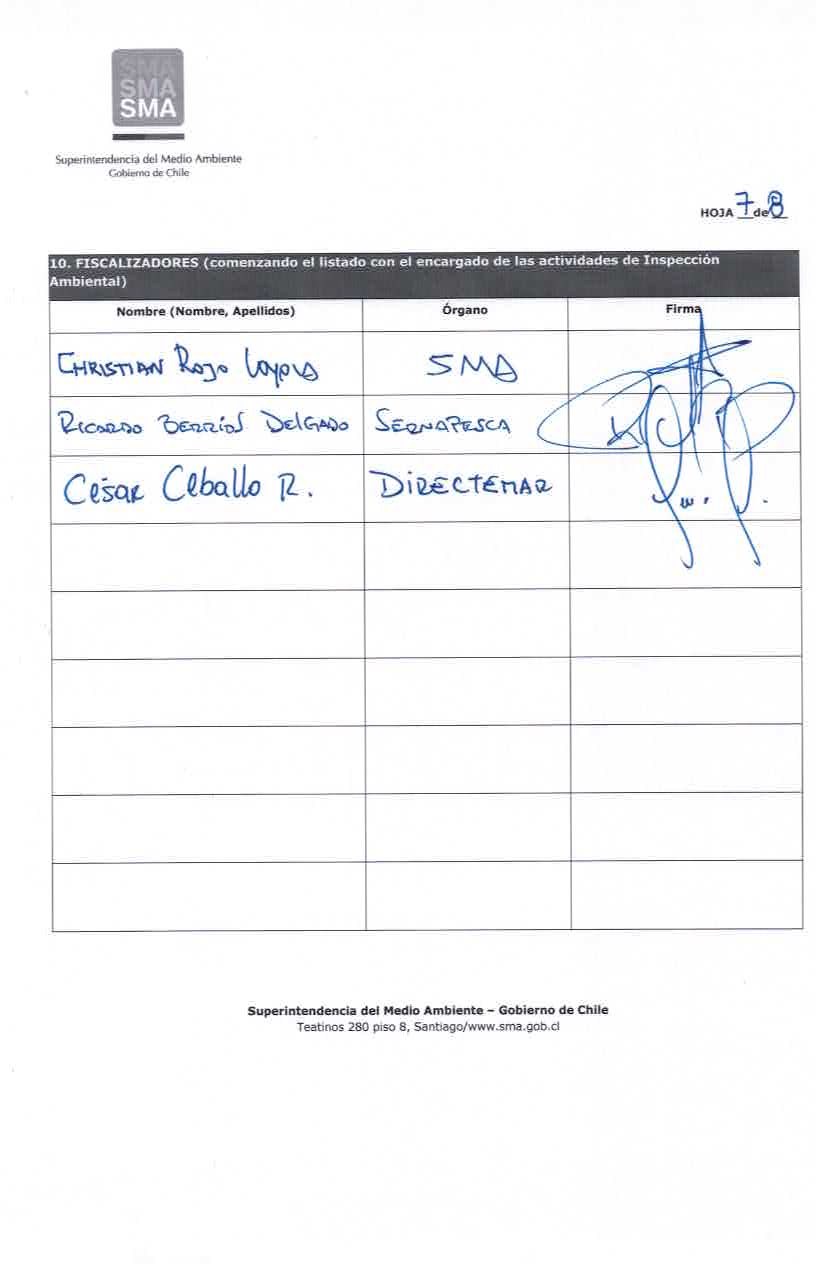 SMA
SMA
SMA
Superintendencia del Medio Ambiente
Gobierno de Chile
HOJA 7 de 8
10. FISCALIZADORES (comenzando el listado con el encargado de las actividades de Inspección
Ambiental)
Nombre (Nombre, Apellidos) Órgano Firma
CHRISTIAN ROJO SMA
RICARDO BERRÍOS DELGADO SERNAPESCA
César Ceballo R. DIRECTEMAR
Superintendencia del Medio Ambiente – Gobierno de Chile
Teatinos 280 piso 8, Santiago/www.sma.gob.cl